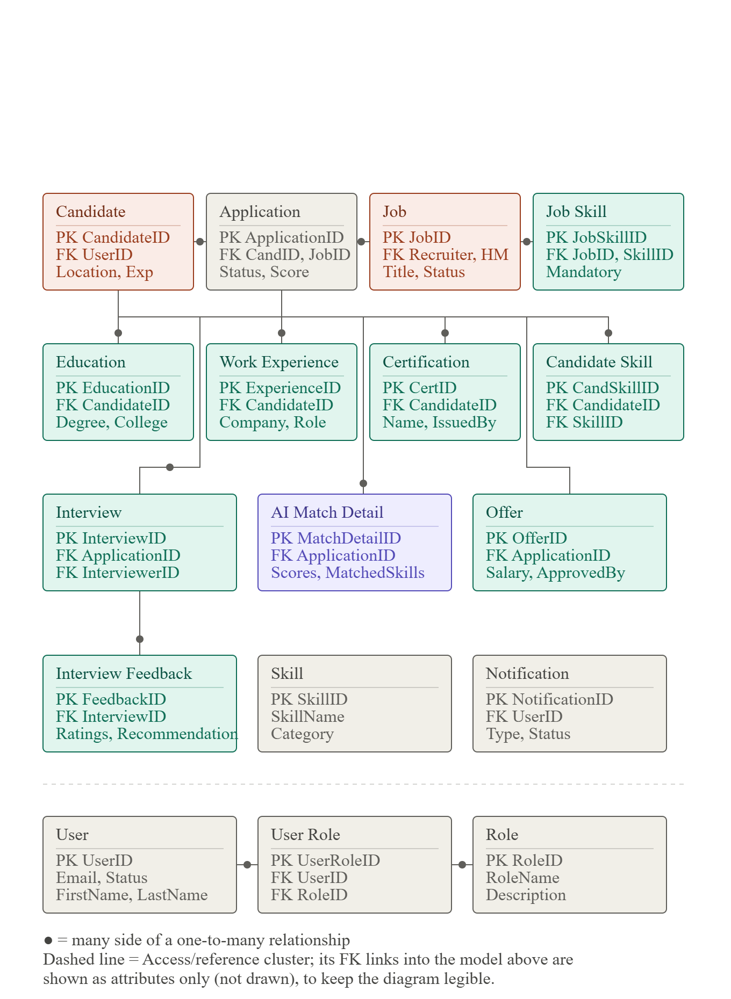 Candidate
PK CandidateID
FK UserID
Location, Exp
Application
PK ApplicationID
FK CandID, JobID
Status, Score
Job
PK JobID
FK Recruiter, HM
Title, Status
Job Skill
PK JobSkillID
FK JobID, SkillID
Mandatory
Education
PK EducationID
FK CandidateID
Degree, College
Work Experience
PK ExperienceID
FK CandidateID
Company, Role
Certification
PK CertID
FK CandidateID
Name, IssuedBy
Candidate Skill
PK CandSkillID
FK CandidateID
FK SkillID
Interview
PK InterviewID
FK ApplicationID
FK InterviewerID
AI Match Detail
PK MatchDetailID
FK ApplicationID
Scores, MatchedSkills
Offer
PK OfferID
FK ApplicationID
Salary, ApprovedBy
Interview Feedback
PK FeedbackID
FK InterviewID
Ratings, Recommendation
Skill
PK SkillID
SkillName
Category
Notification
PK NotificationID
FK UserID
Type, Status
User
PK UserID
Email, Status
FirstName, LastName
User Role
PK UserRoleID
FK UserID
FK RoleID
Role
PK RoleID
RoleName
Description
● = many side of a one-to-many relationship
Dashed line = Access/reference cluster; its FK links into the model above are
shown as attributes only (not drawn), to keep the diagram legible.